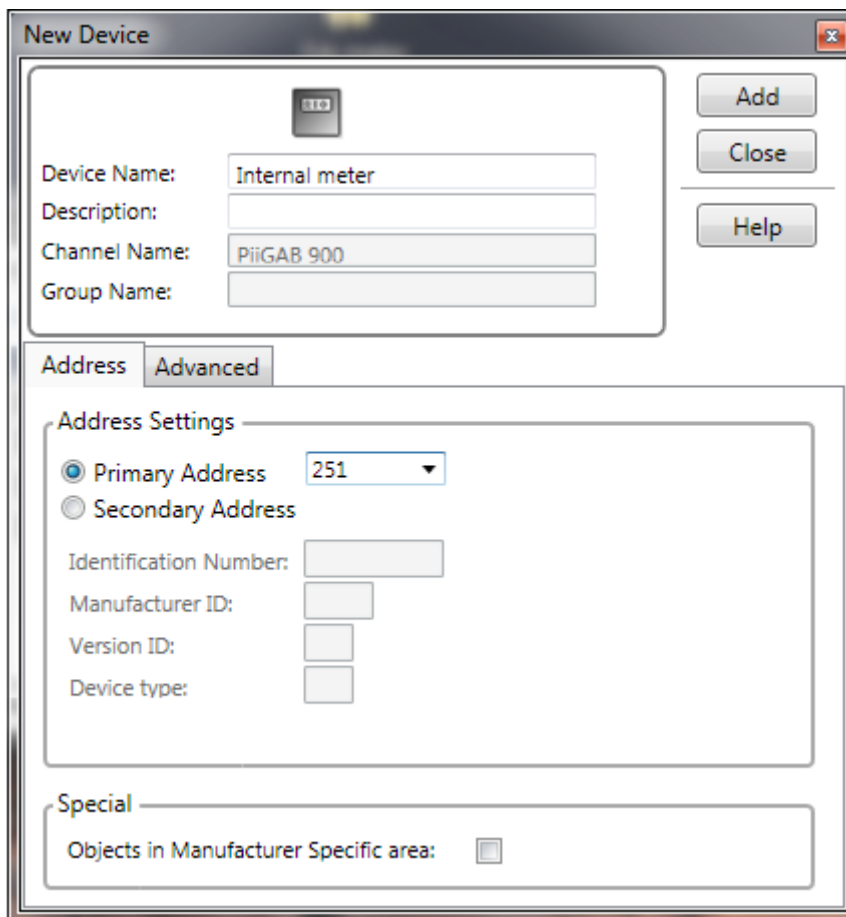 New Device
Add
Close
Help
Device Name: Internal meter
Description:
Channel Name: PiiGAB 900
Group Name:
Address Advanced
Address Settings
Primary Address 251
Secondary Address
Identification Number:
Manufacturer ID:
Version ID:
Device type:
Special
Objects in Manufacturer Specific area: